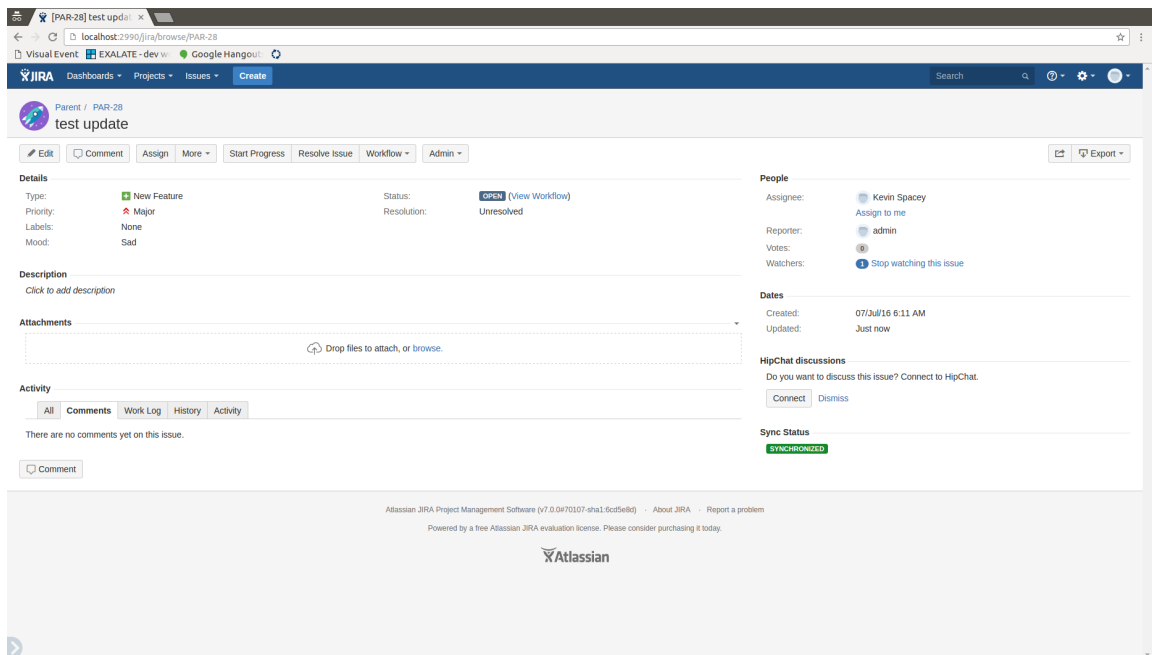 [PAR-28] test updat
localhost:2990/jira/browse/PAR-28
Visual Event EXALATE - dev w Google Hangout
JIRA Dashboards Projects Issues Create Search
Parent / PAR-28
test update
Edit Comment Assign More Start Progress Resolve Issue Workflow Admin Export
Details
Type: New Feature Status: OPEN (View Workflow)
Priority: Major Resolution: Unresolved
Labels: None
Mood: Sad
Description
Click to add description
Attachments
Drop files to attach, or browse.
Activity
All Comments Work Log History Activity
There are no comments yet on this issue.
Comment
People
Assignee: Kevin Spacey
Assign to me
Reporter: admin
Votes: 0
Watchers: 1 Stop watching this issue
Dates
Created: 07/Jul/16 6:11 AM
Updated: Just now
HipChat discussions
Do you want to discuss this issue? Connect to HipChat.
Connect Dismiss
Sync Status
SYNCHRONIZED
Atlassian JIRA Project Management Software (v7.0.0#70107-sha1:6cd5e8d) · About JIRA · Report a problem
Powered by a free Atlassian JIRA evaluation license. Please consider purchasing it today.
Atlassian